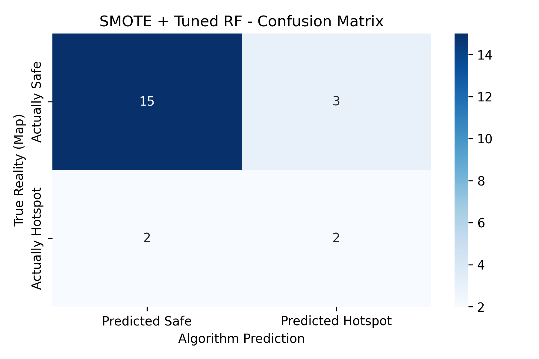 SMOTE + Tuned RF - Confusion Matrix
True Reality (Map)
Actually Safe
Actually Hotspot
15
3
2
2
Predicted Safe
Predicted Hotspot
Algorithm Prediction
14
12
10
8
6
4
2